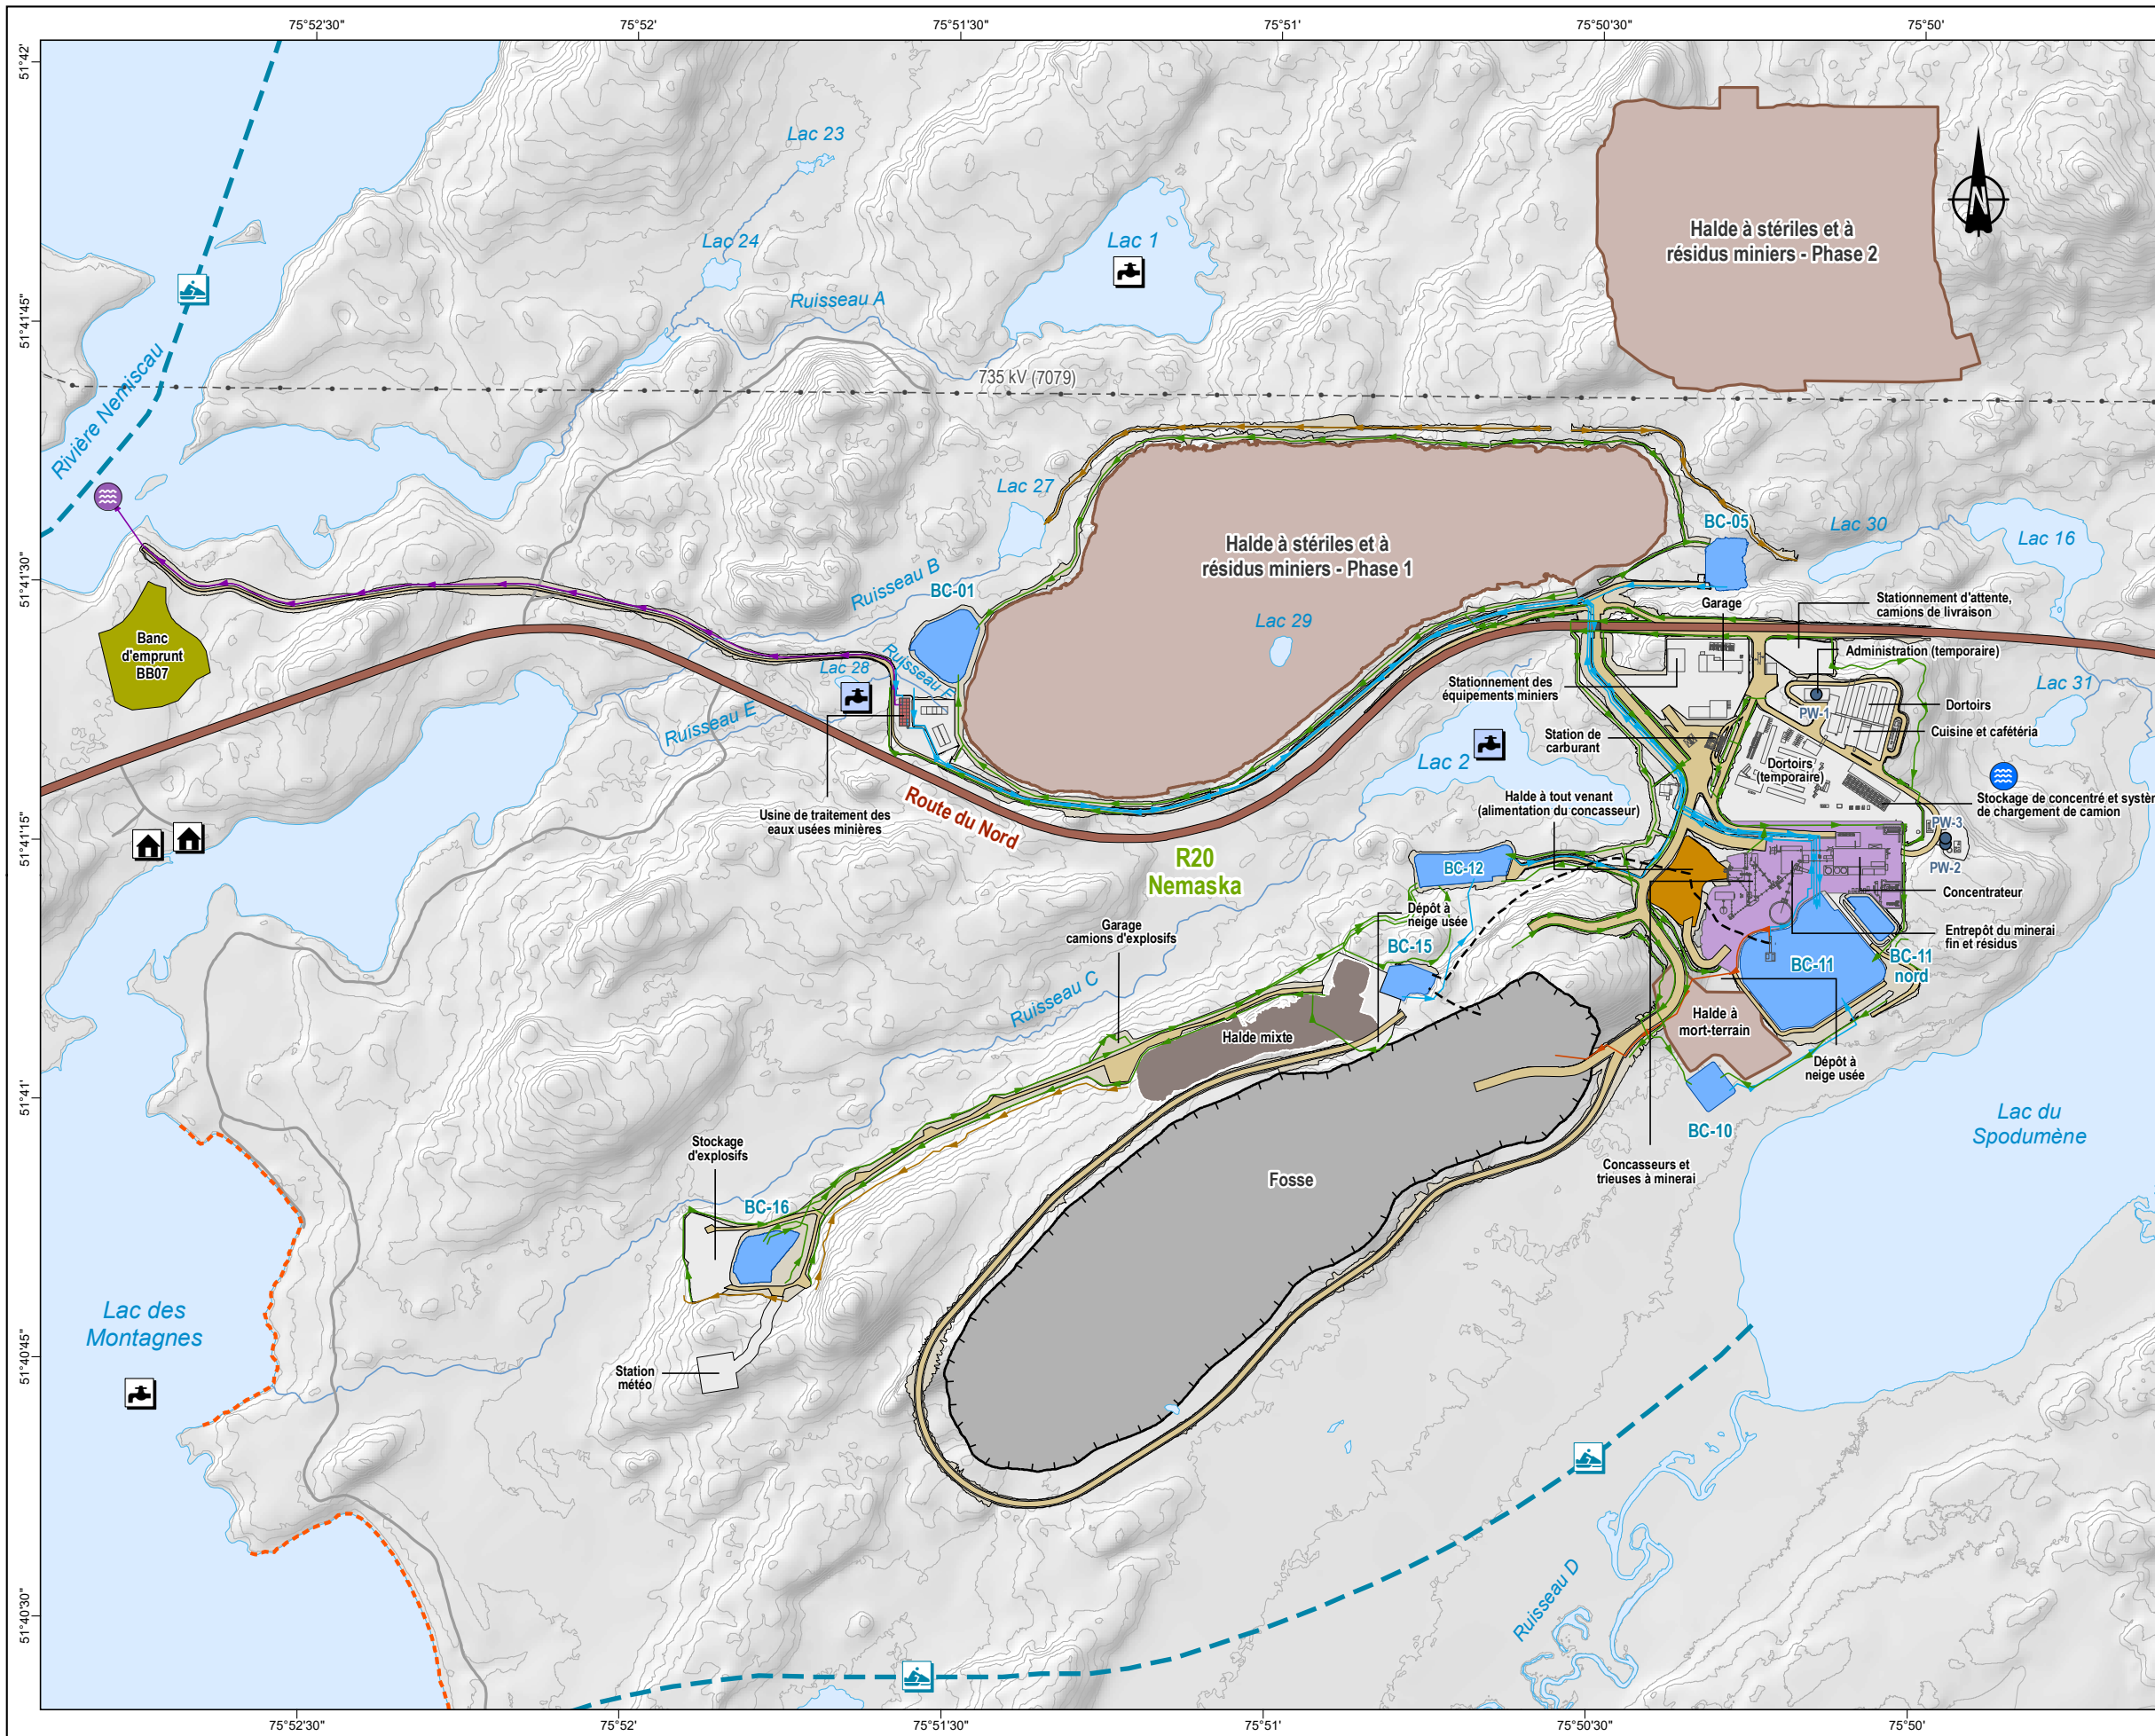 75°52'30"
75°52'
75°51'30"
75°51'
75°50'30"
75°50'
51°42'
51°41'45"
51°41'30"
51°41'15"
51°41'
51°40'45"
51°40'30"
Lac 23
Lac 24
Lac 1
Ruisseau A
N
Halde à stériles et à
résidus miniers - Phase 2
735 kV (7079)
Rivière Nemiscau
Lac 27
Halde à stériles et à
résidus miniers - Phase 1
BC-05
Lac 30
Lac 16
Ruisseau B
BC-01
Lac 29
Garage
Stationnement d'attente,
camions de livraison
Banc
d'emprunt
BB07
Ruisseau F
Lac 28
Administration (temporaire)
Stationnement des
équipements miniers
Lac 31
PW-1
Dortoirs
Ruisseau E
Cuisine et cafétéria
Station de
carburant
Lac 2
Dortoirs
(temporaire)
Route du Nord
Usine de traitement des
eaux usées minières
Halde à tout venant
(alimentation du concasseur)
Stockage de concentré et systèm
de chargement de camion
PW-3
PW-2
R20
Nemaska
BC-12
Concentrateur
Dépôt à
neige usée
Garage
camions d'explosifs
BC-15
Entrepôt du minerai
fin et résidus
BC-11
BC-11
nord
Ruisseau C
Halde mixte
Halde à
mort-terrain
Dépôt à
neige usée
BC-10
Lac du
Spodumène
Stockage
d'explosifs
Concasseurs et
trieuses à minerai
Fosse
BC-16
Lac des
Montagnes
Station
météo
Ruisseau D
75°52'30"
75°52'
75°51'30"
75°51'
75°50'30"
75°50'